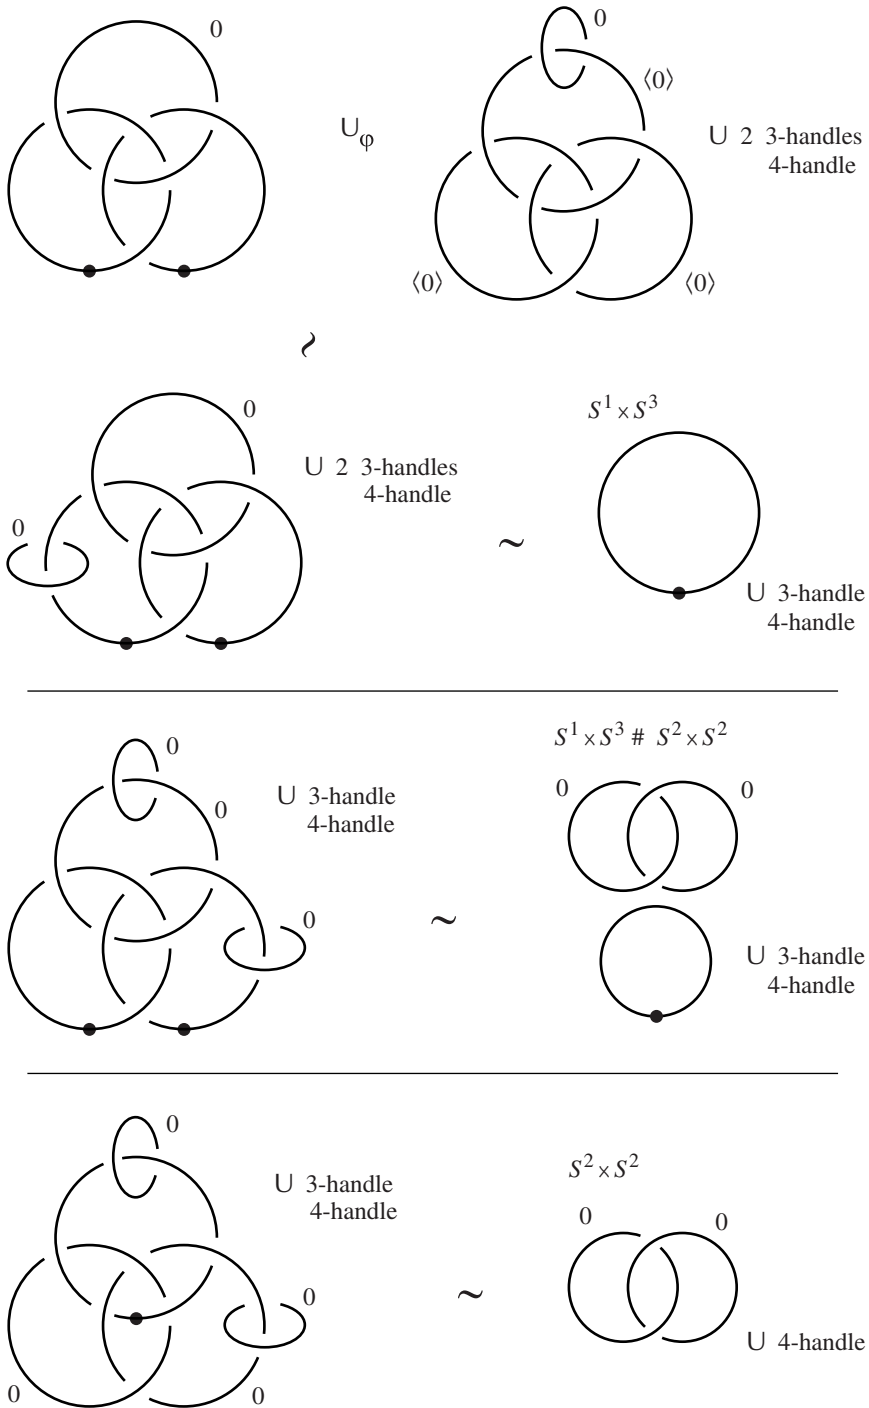 0
0
⟨0⟩
∪φ
∪ 2 3-handles
4-handle
⟨0⟩
⟨0⟩
~
0
S¹ × S³
∪ 2 3-handles
4-handle
0
~
∪ 3-handle
4-handle
0
S¹ × S³ # S² × S²
0
0
∪ 3-handle
4-handle
0
0
~
∪ 3-handle
4-handle
0
S² × S²
∪ 3-handle
4-handle
0
0
0
~
∪ 4-handle
0
0